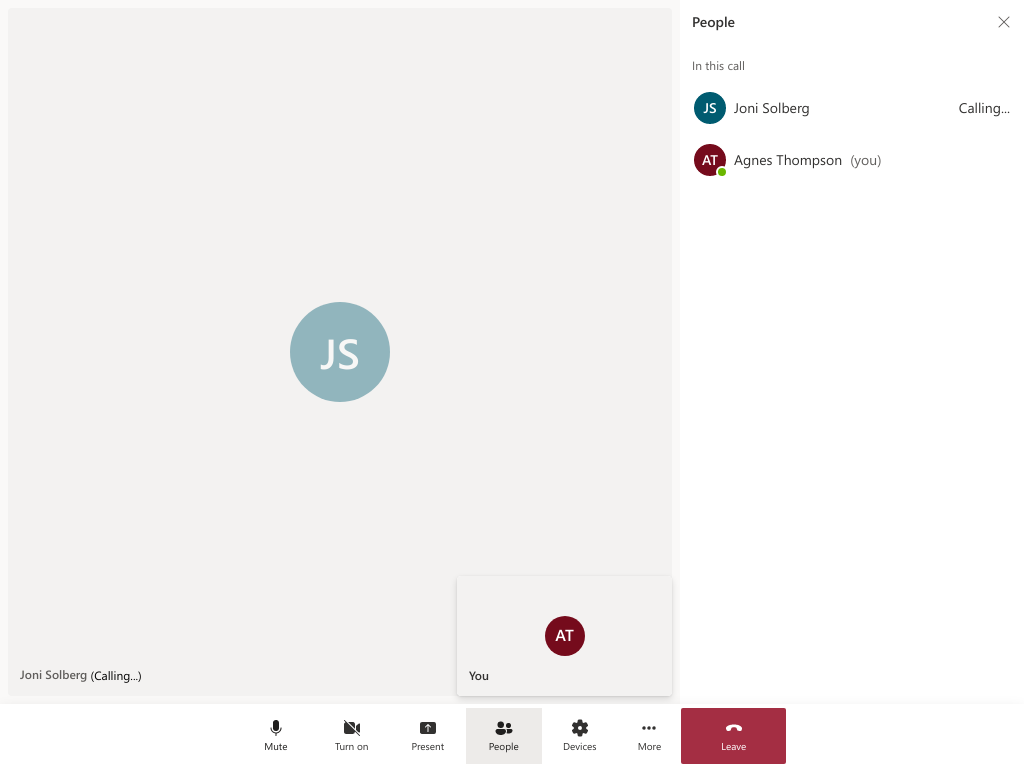 People
In this call
JS Joni Solberg Calling...
AT Agnes Thompson (you)
JS
AT
Joni Solberg (Calling...)
You
Mute Turn on Present People Devices More Leave